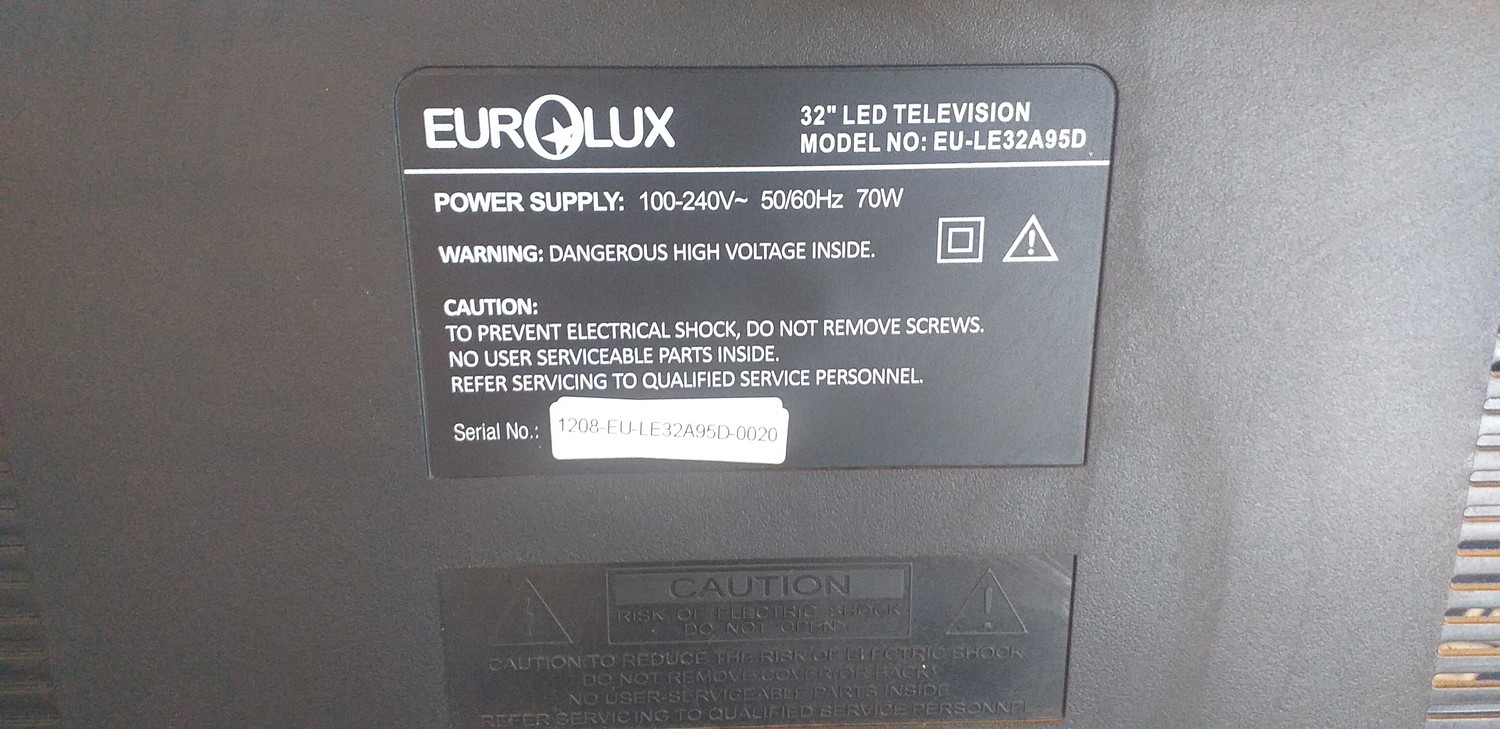 EUROLUX
32" LED TELEVISION
MODEL NO: EU-LE32A95D
POWER SUPPLY: 100-240V~ 50/60Hz 70W
WARNING: DANGEROUS HIGH VOLTAGE INSIDE.
CAUTION:
TO PREVENT ELECTRICAL SHOCK, DO NOT REMOVE SCREWS.
NO USER SERVICEABLE PARTS INSIDE.
REFER SERVICING TO QUALIFIED SERVICE PERSONNEL.
Serial No.: 1208-EU-LE32A95D-0020
CAUTION
RISK OF ELECTRIC SHOCK
DO NOT OPEN
CAUTION:TO REDUCE THE RISK OF ELECTRIC SHOCK
DO NOT REMOVE COVER(OR BACK)
NO USER-SERVICEABLE PARTS INSIDE
REFER SERVICING TO QUALIFIED SERVICE PERSONNEL